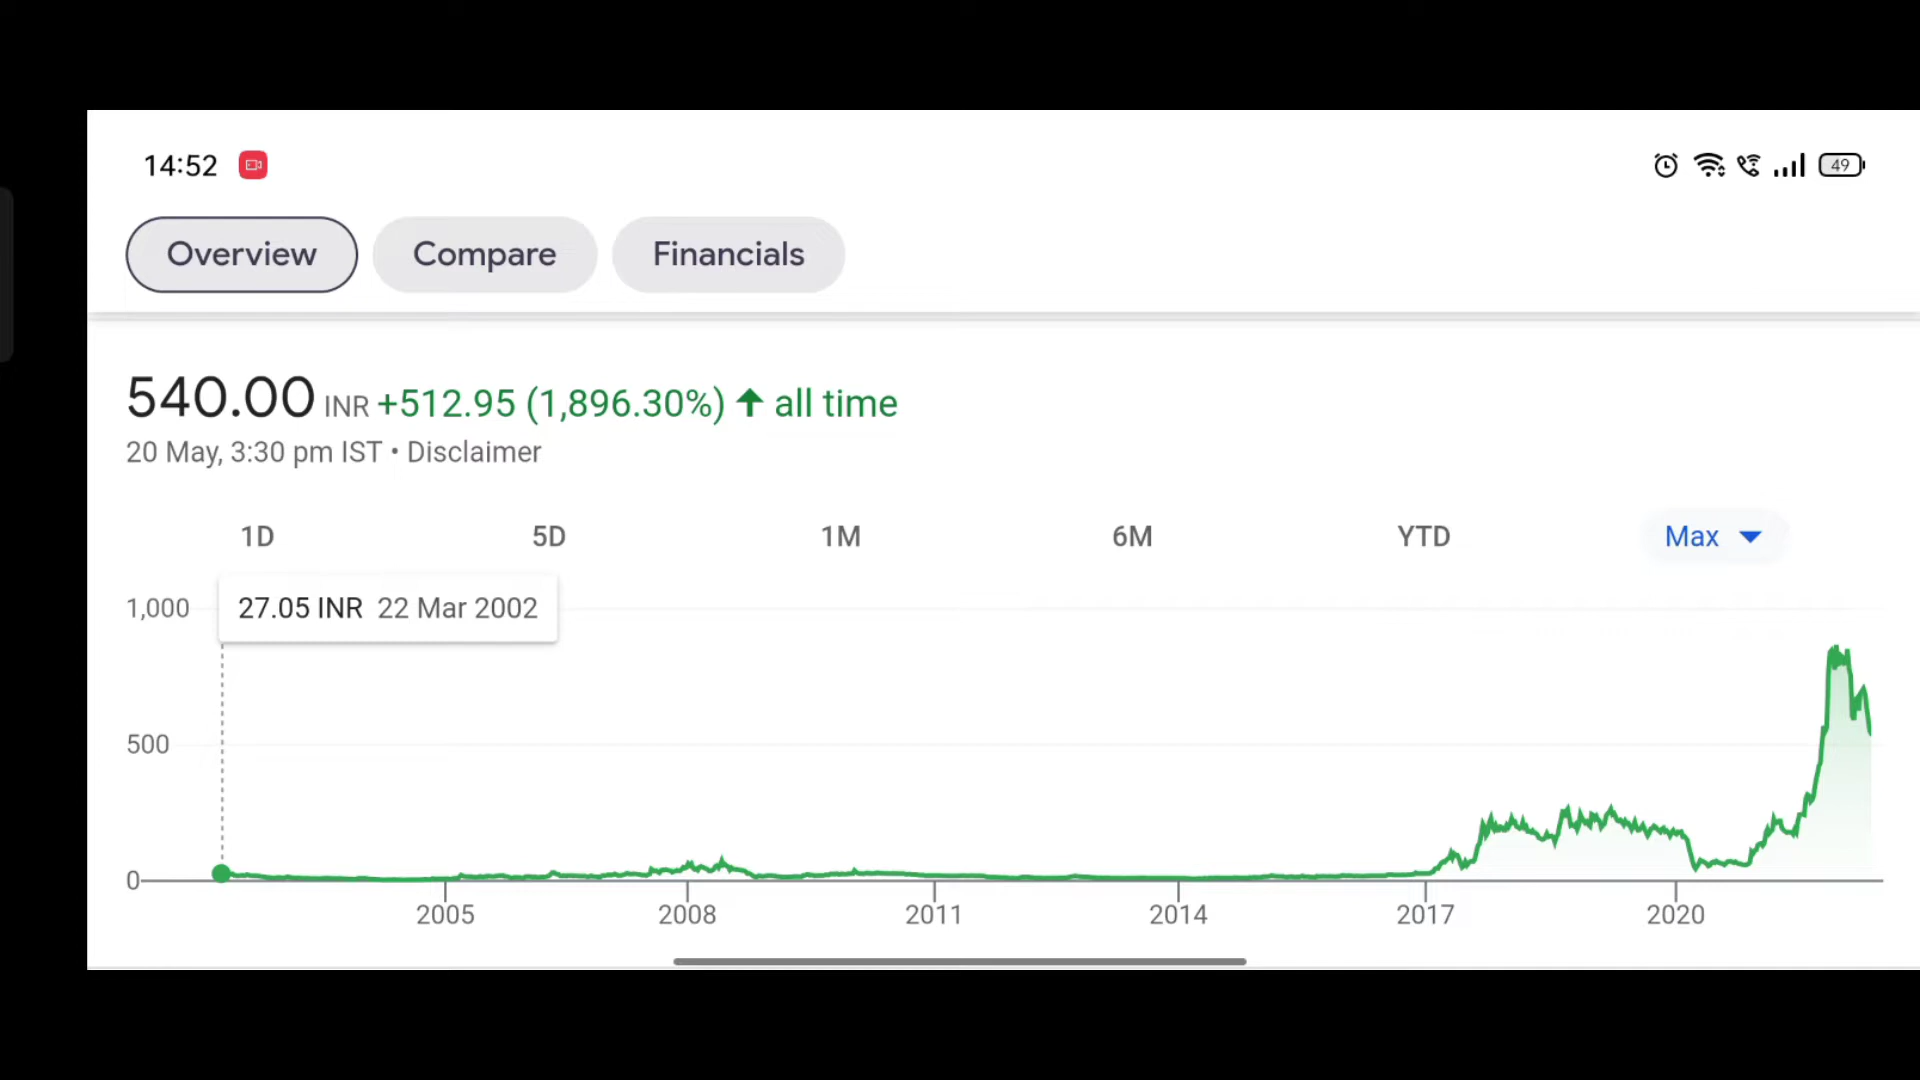 14:52
49
Overview Compare Financials
540.00 INR +512.95 (1,896.30%) ↑ all time
20 May, 3:30 pm IST • Disclaimer
1D 5D 1M 6M YTD Max
1,000
27.05 INR 22 Mar 2002
500
0
2005 2008 2011 2014 2017 2020